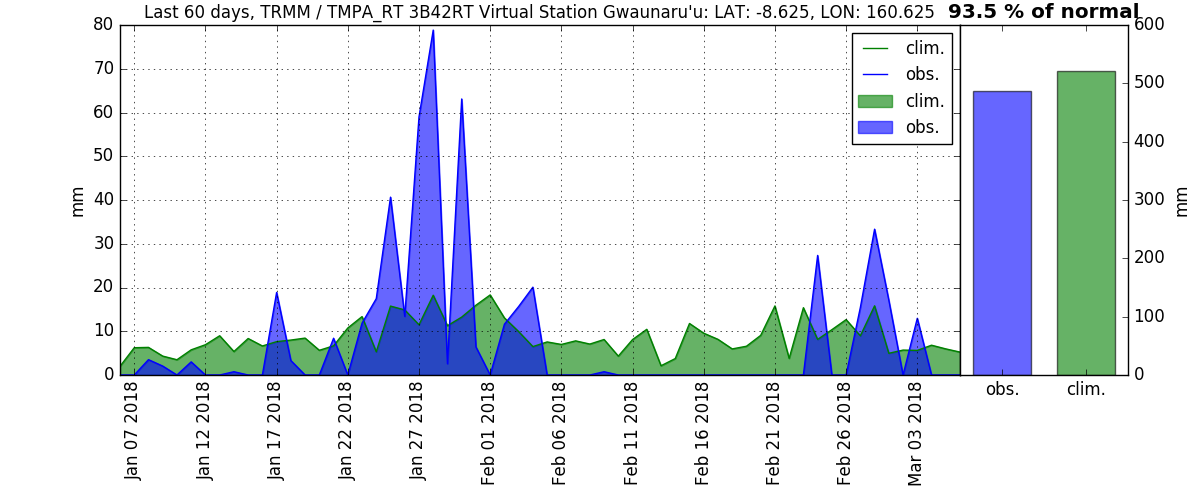 Last 60 days, TRMM / TMPA_RT 3B42RT Virtual Station Gwaunaru'u: LAT: -8.625, LON: 160.625
93.5 % of normal
80
70
60
50
40
30
20
10
0
mm
clim.
obs.
clim.
obs.
600
500
400
300
200
100
0
mm
obs.
clim.
Jan 07 2018
Jan 12 2018
Jan 17 2018
Jan 22 2018
Jan 27 2018
Feb 01 2018
Feb 06 2018
Feb 11 2018
Feb 16 2018
Feb 21 2018
Feb 26 2018
Mar 03 2018